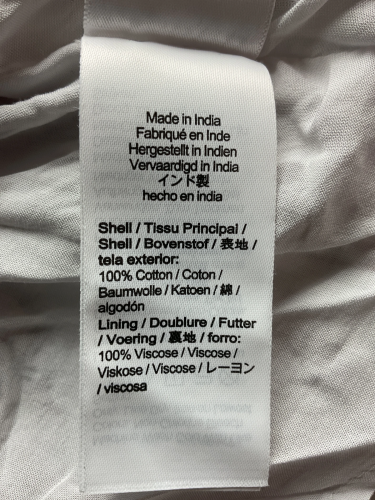 Made in India
Fabriqué en Inde
Hergestellt in Indien
Vervaardigd in India
インド製
hecho en india
Shell / Tissu Principal /
Shell / Bovenstof / 表地 /
tela exterior:
100% Cotton / Coton /
Baumwolle / Katoen / 綿 /
algodón
Lining / Doublure / Futter
/ Voering / 裏地 / forro:
100% Viscose / Viscose /
Viskose / Viscose / レーヨン
/ viscosa